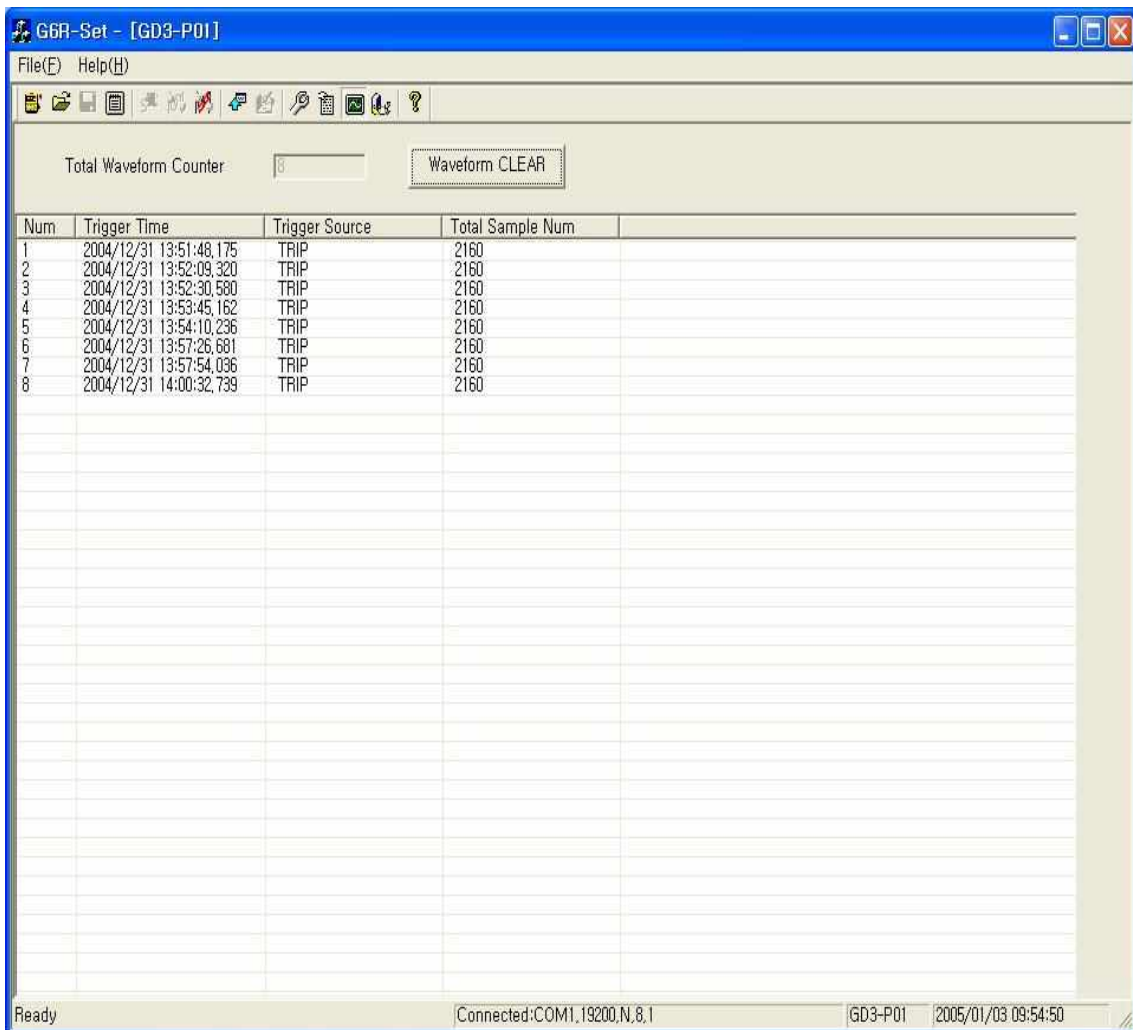 G6R-Set - [GD3-P01]
File(F) Help(H)
Total Waveform Counter 8 Waveform CLEAR
Num Trigger Time Trigger Source Total Sample Num
1 2004/12/31 13:51:48,175 TRIP 2160
2 2004/12/31 13:52:09,320 TRIP 2160
3 2004/12/31 13:52:30,580 TRIP 2160
4 2004/12/31 13:53:45,162 TRIP 2160
5 2004/12/31 13:54:10,236 TRIP 2160
6 2004/12/31 13:57:26,681 TRIP 2160
7 2004/12/31 13:57:54,036 TRIP 2160
8 2004/12/31 14:00:32,739 TRIP 2160
Ready Connected:COM1,19200,N,8,1 GD3-P01 2005/01/03 09:54:50